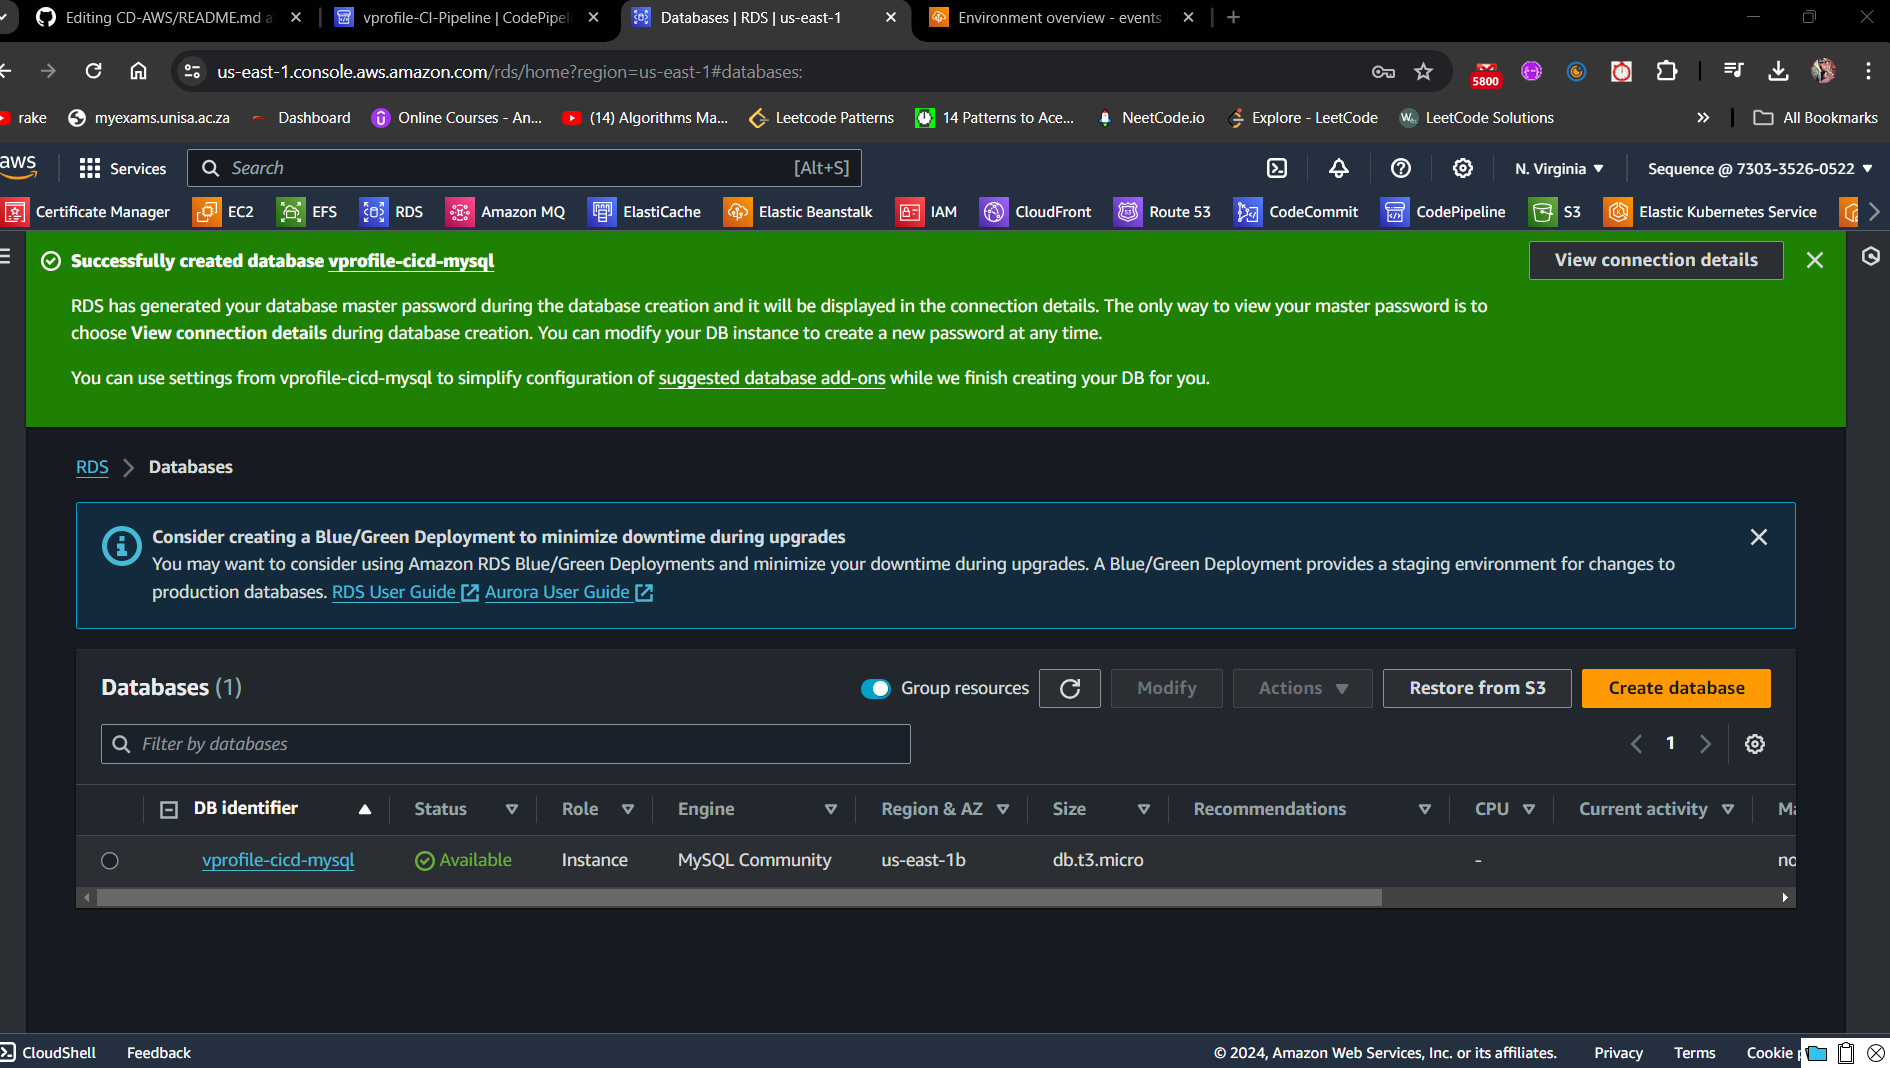 Editing CD-AWS/README.md a
vprofile-CI-Pipeline | CodePipel
Databases | RDS | us-east-1
Environment overview - events
us-east-1.console.aws.amazon.com/rds/home?region=us-east-1#databases:
5800
rake
myexams.unisa.ac.za
Dashboard
Online Courses - An...
(14) Algorithms Ma...
Leetcode Patterns
14 Patterns to Ace...
NeetCode.io
Explore - LeetCode
LeetCode Solutions
All Bookmarks
aws
Services
Search
[Alt+S]
N. Virginia
Sequence @ 7303-3526-0522
Certificate Manager
EC2
EFS
RDS
Amazon MQ
ElastiCache
Elastic Beanstalk
IAM
CloudFront
Route 53
CodeCommit
CodePipeline
S3
Elastic Kubernetes Service
Successfully created database vprofile-cicd-mysql
View connection details
RDS has generated your database master password during the database creation and it will be displayed in the connection details. The only way to view your master password is to
choose View connection details during database creation. You can modify your DB instance to create a new password at any time.
You can use settings from vprofile-cicd-mysql to simplify configuration of suggested database add-ons while we finish creating your DB for you.
RDS
Databases
Consider creating a Blue/Green Deployment to minimize downtime during upgrades
You may want to consider using Amazon RDS Blue/Green Deployments and minimize your downtime during upgrades. A Blue/Green Deployment provides a staging environment for changes to
production databases. RDS User Guide Aurora User Guide
Databases (1)
Group resources
Modify
Actions
Restore from S3
Create database
Filter by databases
1
DB identifier
Status
Role
Engine
Region & AZ
Size
Recommendations
CPU
Current activity
Ma
vprofile-cicd-mysql
Available
Instance
MySQL Community
us-east-1b
db.t3.micro
-
no
CloudShell
Feedback
© 2024, Amazon Web Services, Inc. or its affiliates.
Privacy
Terms
Cookie p